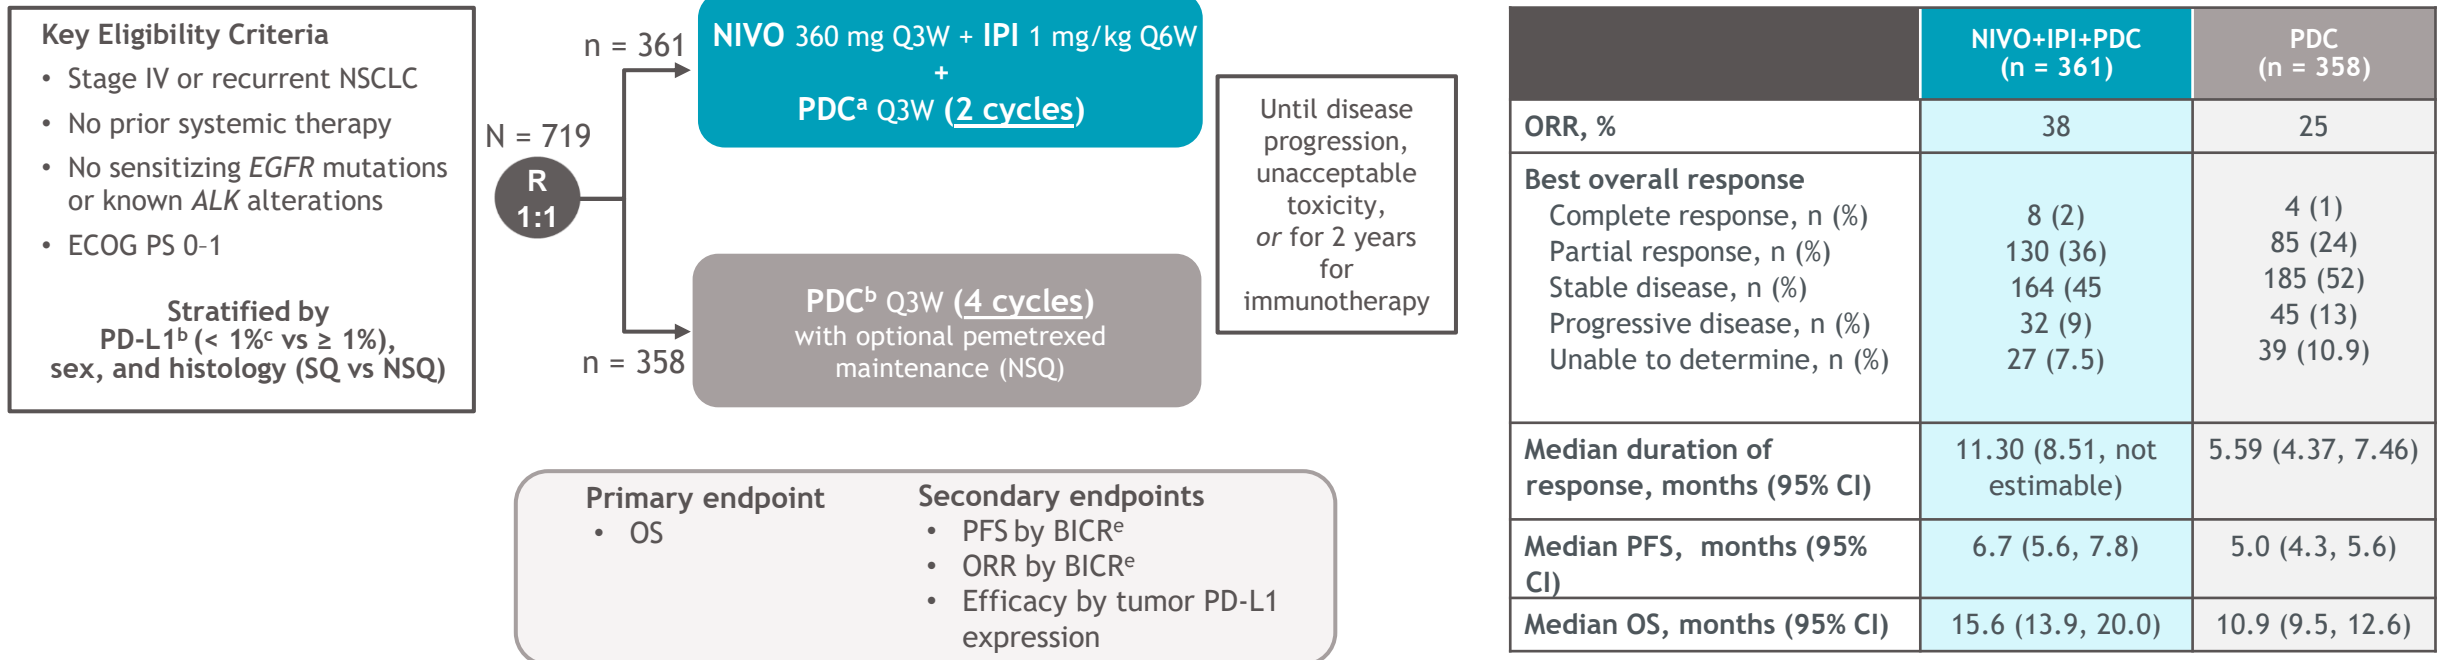 Key Eligibility Criteria
• Stage IV or recurrent NSCLC
• No prior systemic therapy
• No sensitizing EGFR mutations
or known ALK alterations
• ECOG PS 0–1
Stratified by
PD-L1ᵇ (< 1%ᶜ vs ≥ 1%),
sex, and histology (SQ vs NSQ)
N = 719
R
1:1
n = 361
NIVO 360 mg Q3W + IPI 1 mg/kg Q6W
+
PDCᵃ Q3W (2 cycles)
n = 358
PDCᵇ Q3W (4 cycles)
with optional pemetrexed
maintenance (NSQ)
Until disease
progression,
unacceptable
toxicity,
or for 2 years
for
immunotherapy
Primary endpoint
• OS
Secondary endpoints
• PFS by BICRᵉ
• ORR by BICRᵉ
• Efficacy by tumor PD-L1
expression
NIVO+IPI+PDC
(n = 361)
PDC
(n = 358)
ORR, % 38 25
Best overall response
Complete response, n (%) 8 (2) 4 (1)
Partial response, n (%) 130 (36) 85 (24)
Stable disease, n (%) 164 (45 185 (52)
Progressive disease, n (%) 32 (9) 45 (13)
Unable to determine, n (%) 27 (7.5) 39 (10.9)
Median duration of
response, months (95% CI)
11.30 (8.51, not
estimable)
5.59 (4.37, 7.46)
Median PFS, months (95%
CI)
6.7 (5.6, 7.8)
5.0 (4.3, 5.6)
Median OS, months (95% CI) 15.6 (13.9, 20.0) 10.9 (9.5, 12.6)